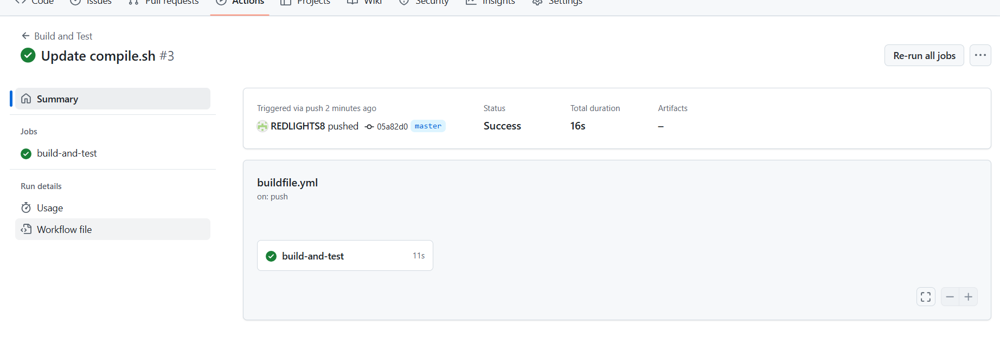 Code Issues Pull requests Actions Projects Wiki Security Insights Settings
Build and Test
Update compile.sh #3
Re-run all jobs
Summary
Jobs
build-and-test
Run details
Usage
Workflow file
Triggered via push 2 minutes ago
REDLIGHTS8 pushed 05a82d0 master
Status
Success
Total duration
16s
Artifacts
–
buildfile.yml
on: push
build-and-test 11s